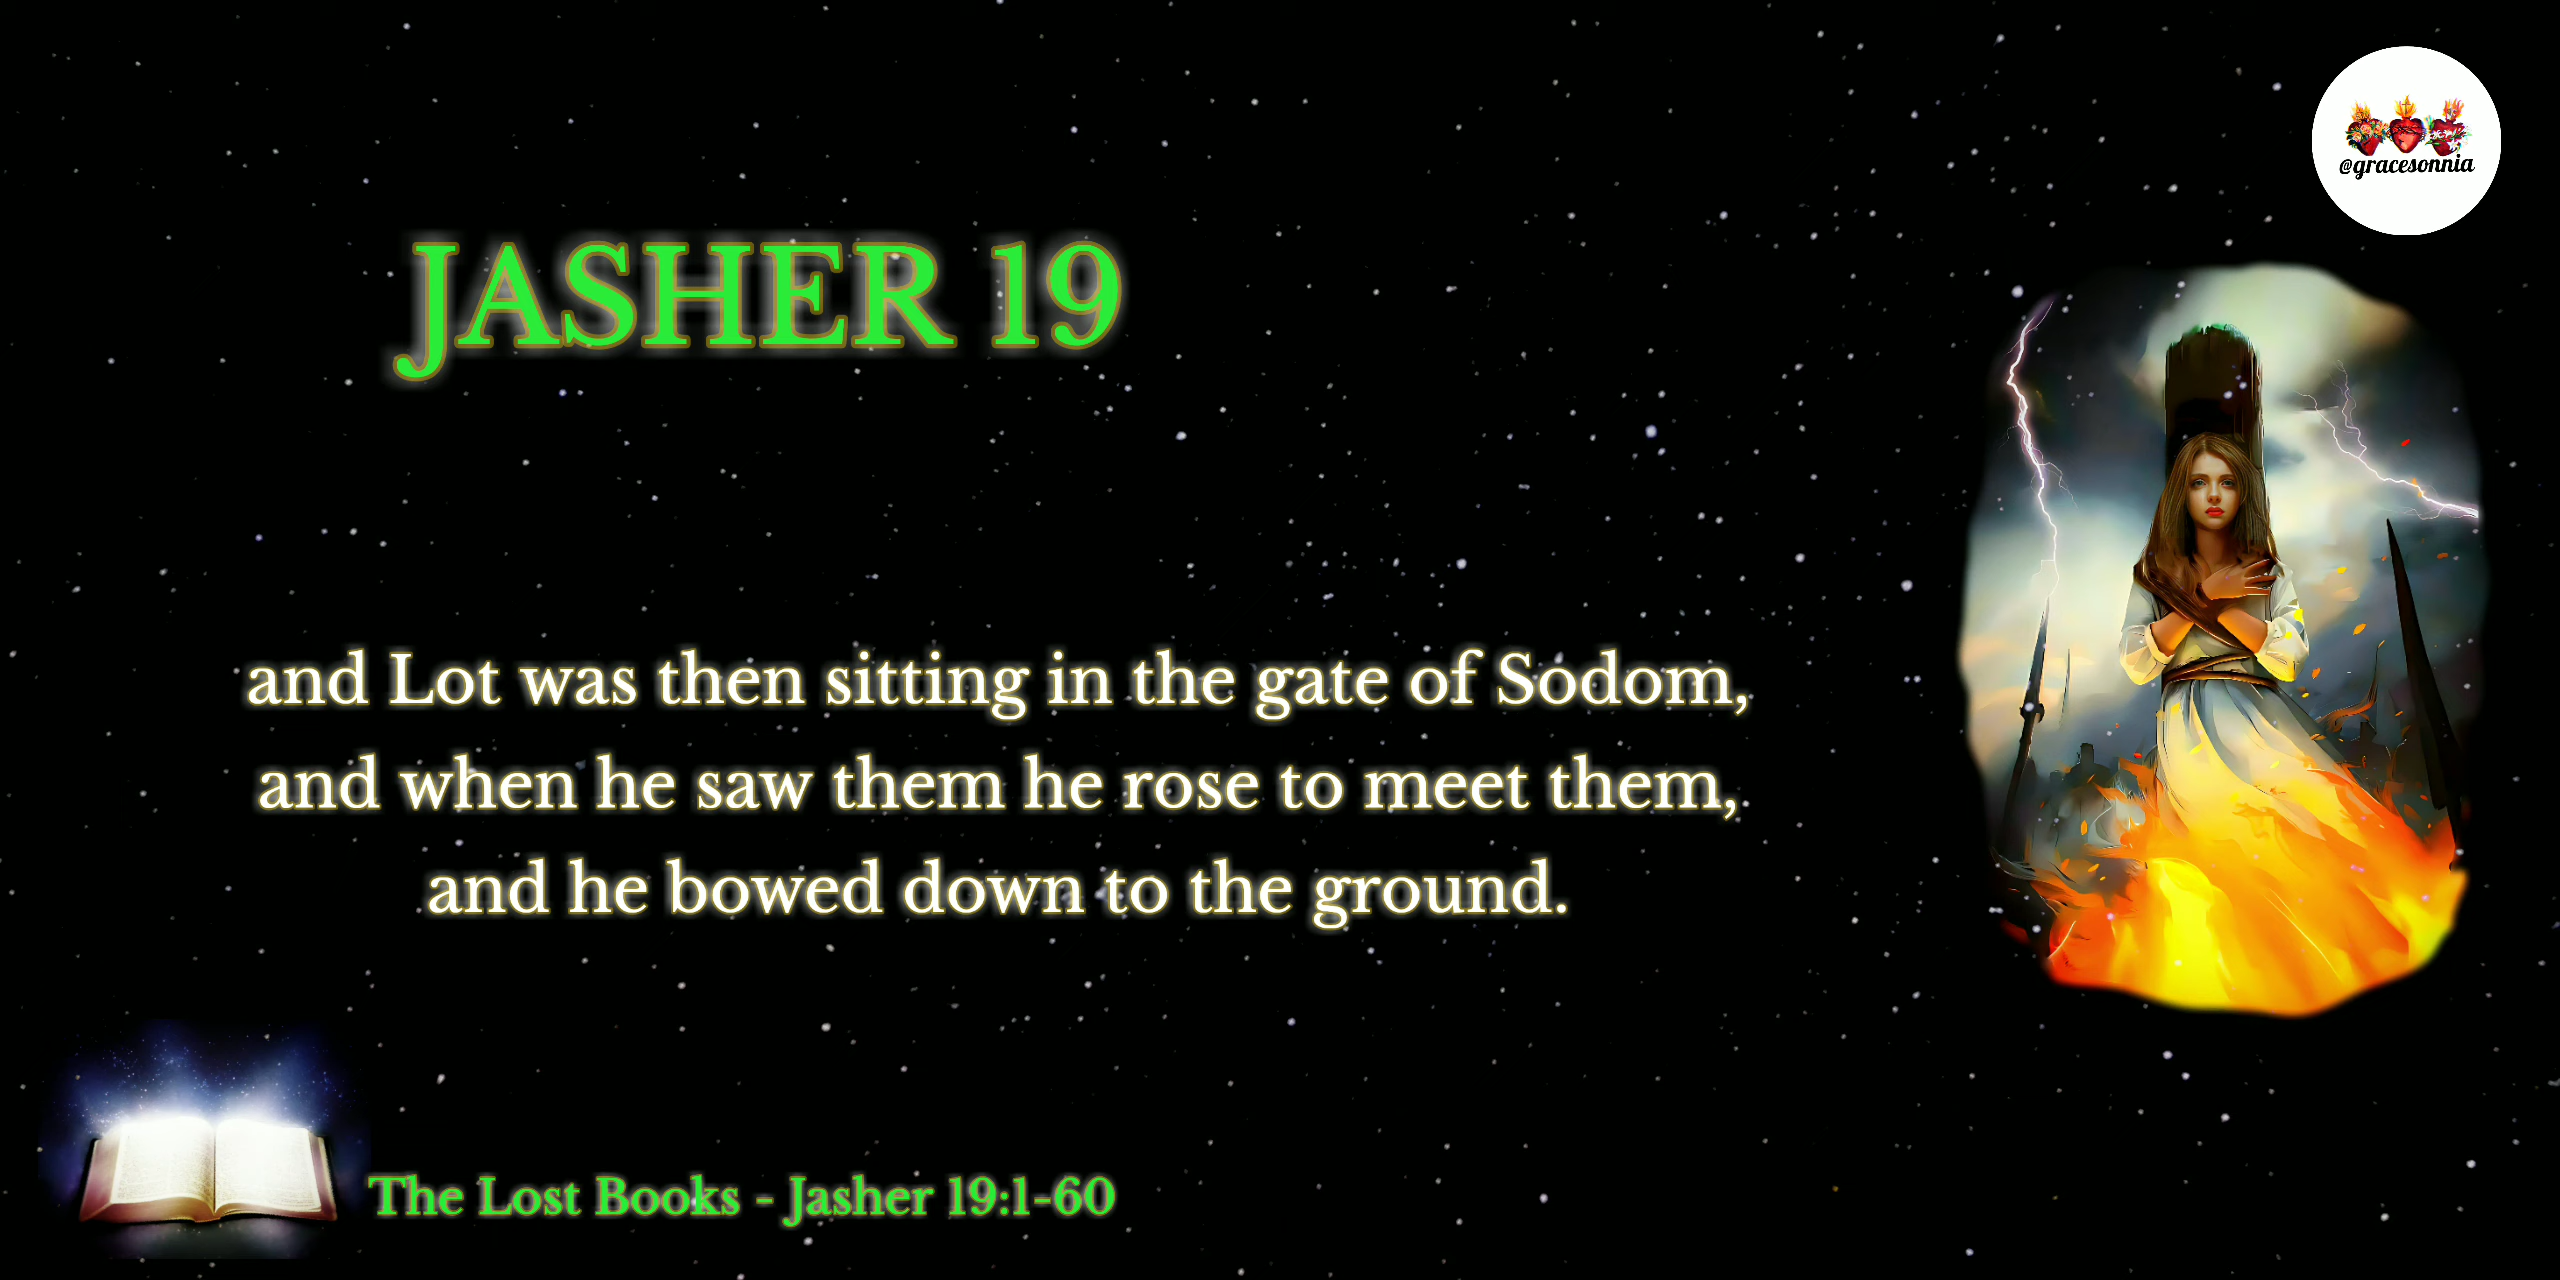 @gracesonnia
JASHER 19
and Lot was then sitting in the gate of Sodom,
and when he saw them he rose to meet them,
and he bowed down to the ground.
The Lost Books - Jasher 19:1-60